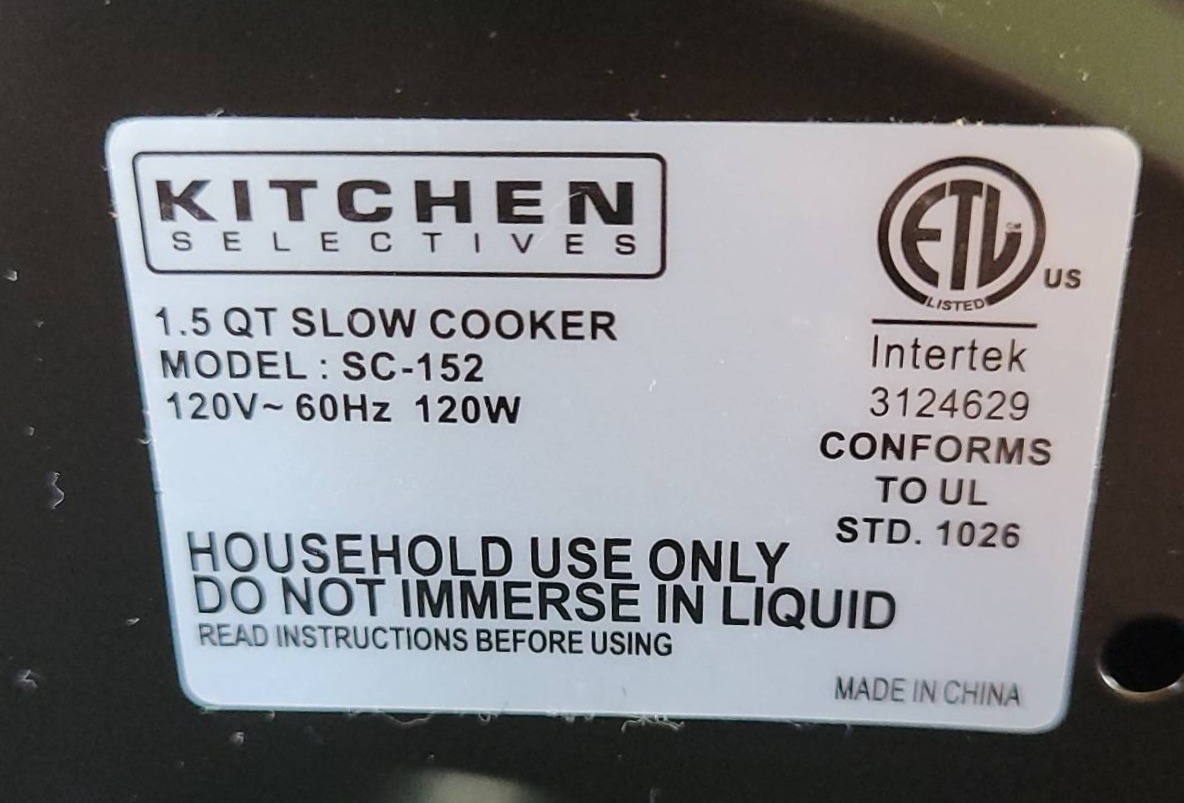 KITCHEN
SELECTIVES
1.5 QT SLOW COOKER
MODEL : SC-152
120V~ 60Hz 120W
HOUSEHOLD USE ONLY
DO NOT IMMERSE IN LIQUID
READ INSTRUCTIONS BEFORE USING
ETL
CM
LISTED
US
Intertek
3124629
CONFORMS
TO UL
STD. 1026
MADE IN CHINA